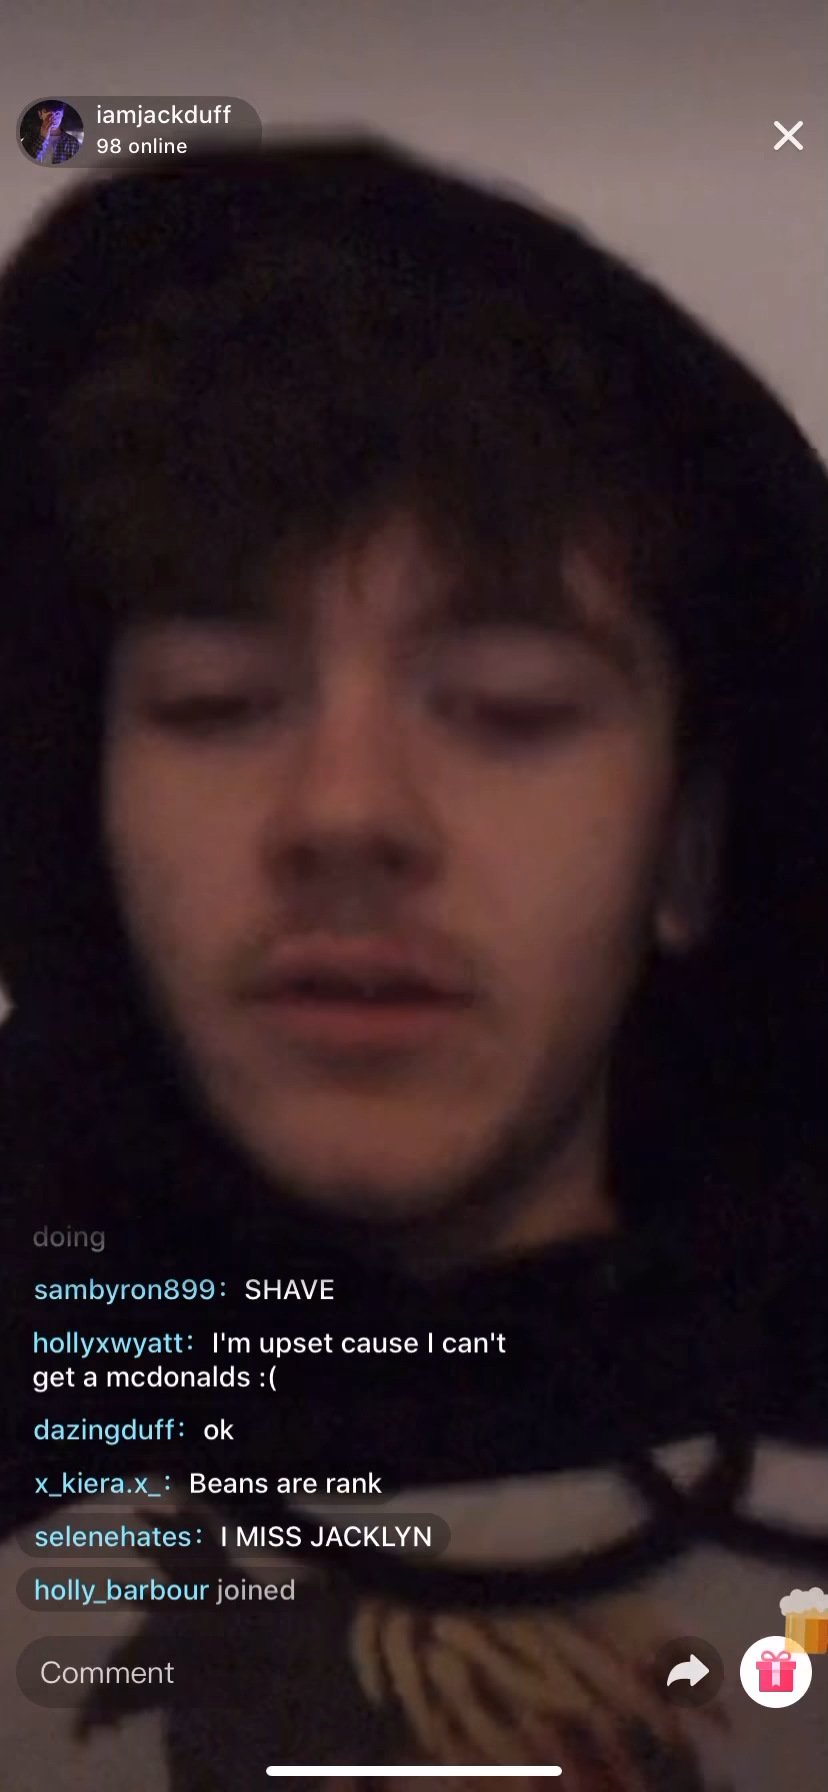 iamjackduff
98 online
doing
sambyron899: SHAVE
hollyxwyatt: I'm upset cause I can't
get a mcdonalds :(
dazingduff: ok
x_kiera.x_: Beans are rank
selenehates: I MISS JACKLYN
holly_barbour joined
Comment